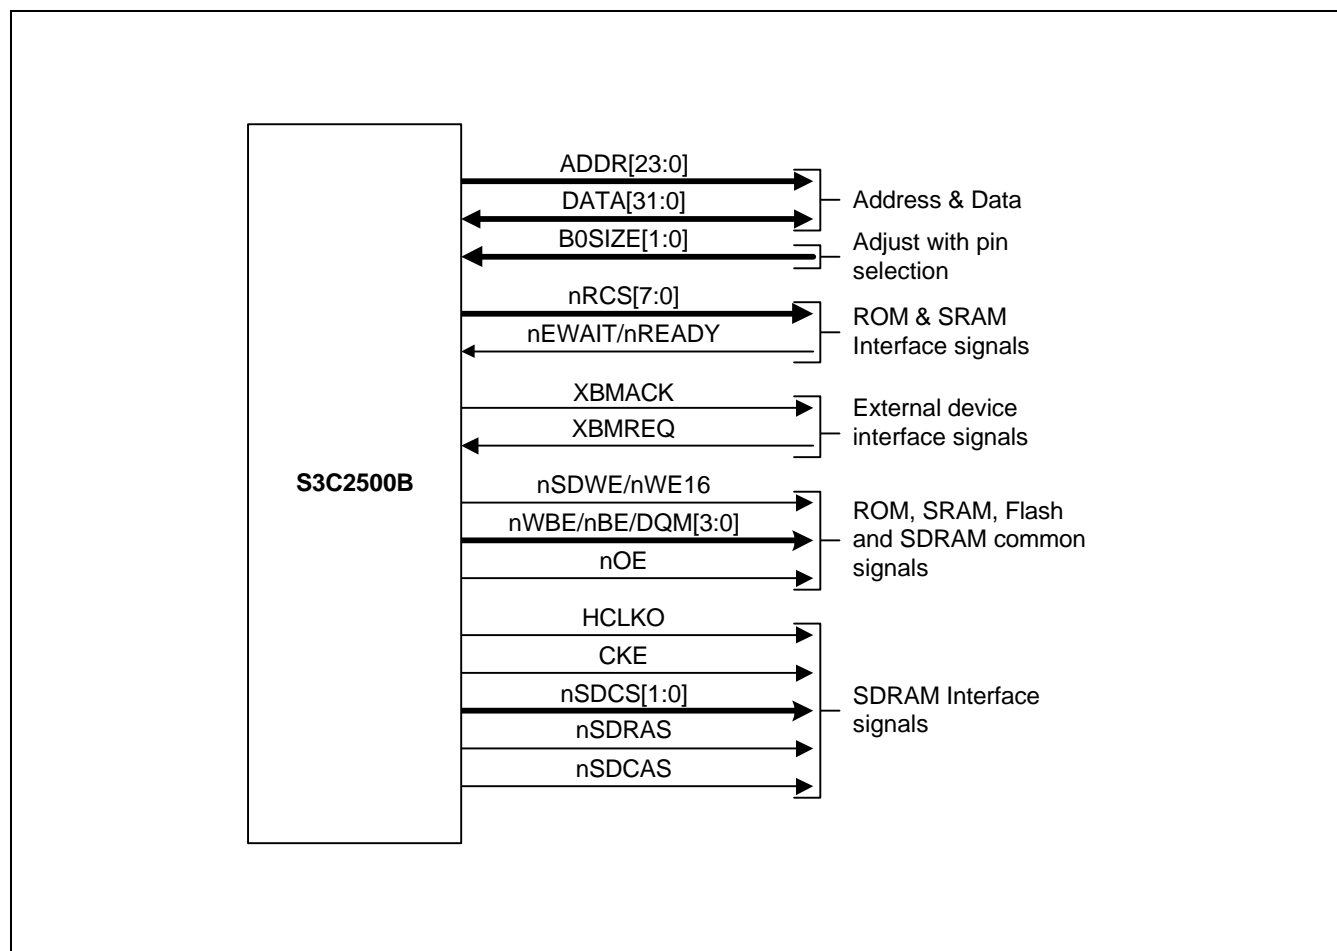 ADDR[23:0]
DATA[31:0]
Address & Data
B0SIZE[1:0]
Adjust with pin
selection
nRCS[7:0]
nEWAIT/nREADY
ROM & SRAM
Interface signals
XBMACK
XBMREQ
External device
interface signals
S3C2500B
nSDWE/nWE16
nWBE/nBE/DQM[3:0]
nOE
ROM, SRAM, Flash
and SDRAM common
signals
HCLKO
CKE
nSDCS[1:0]
nSDRAS
nSDCAS
SDRAM Interface
signals